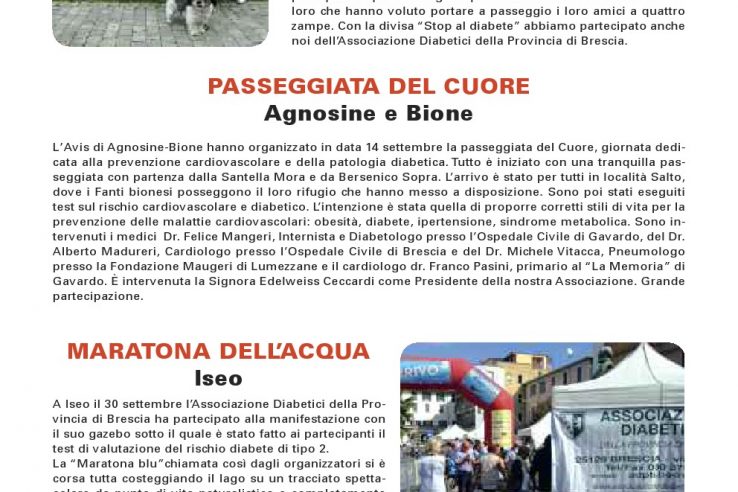 loro che hanno voluto portare a passeggio i loro amici a quattro
zampe. Con la divisa “Stop al diabete” abbiamo partecipato anche
noi dell’Associazione Diabetici della Provincia di Brescia.
PASSEGGIATA DEL CUORE
Agnosine e Bione
L’Avis di Agnosine-Bione hanno organizzato in data 14 settembre la passeggiata del Cuore, giornata dedi-
cata alla prevenzione cardiovascolare e della patologia diabetica. Tutto è iniziato con una tranquilla pas-
seggiata con partenza dalla Santella Mora e da Bersenico Sopra. L’arrivo è stato per tutti in località Salto,
dove i Fanti bionesi posseggono il loro rifugio che hanno messo a disposizione. Sono poi stati eseguiti
test sul rischio cardiovascolare e diabetico. L’intenzione è stata quella di proporre corretti stili di vita per la
prevenzione delle malattie cardiovascolari: obesità, diabete, ipertensione, sindrome metabolica. Sono in-
tervenuti i medici Dr. Felice Mangeri, Internista e Diabetologo presso l’Ospedale Civile di Gavardo, del Dr.
Alberto Madureri, Cardiologo presso l’Ospedale Civile di Brescia e del Dr. Michele Vitacca, Pneumologo
presso la Fondazione Maugeri di Lumezzane e il cardiologo dr. Franco Pasini, primario al “La Memoria” di
Gavardo. È intervenuta la Signora Edelweiss Ceccardi come Presidente della nostra Associazione. Grande
partecipazione.
MARATONA DELL’ACQUA
Iseo
A Iseo il 30 settembre l’Associazione Diabetici della Pro-
vincia di Brescia ha partecipato alla manifestazione con
il suo gazebo sotto il quale è stato fatto ai partecipanti il
test di valutazione del rischio diabete di tipo 2.
La “Maratona blu”chiamata così dagli organizzatori si è
corsa tutta costeggiando il lago su un tracciato spetta-
RIVO
ASSOCIAZ
DIABETI
25128 BRESCIA - V
Tel/Fax 030 2